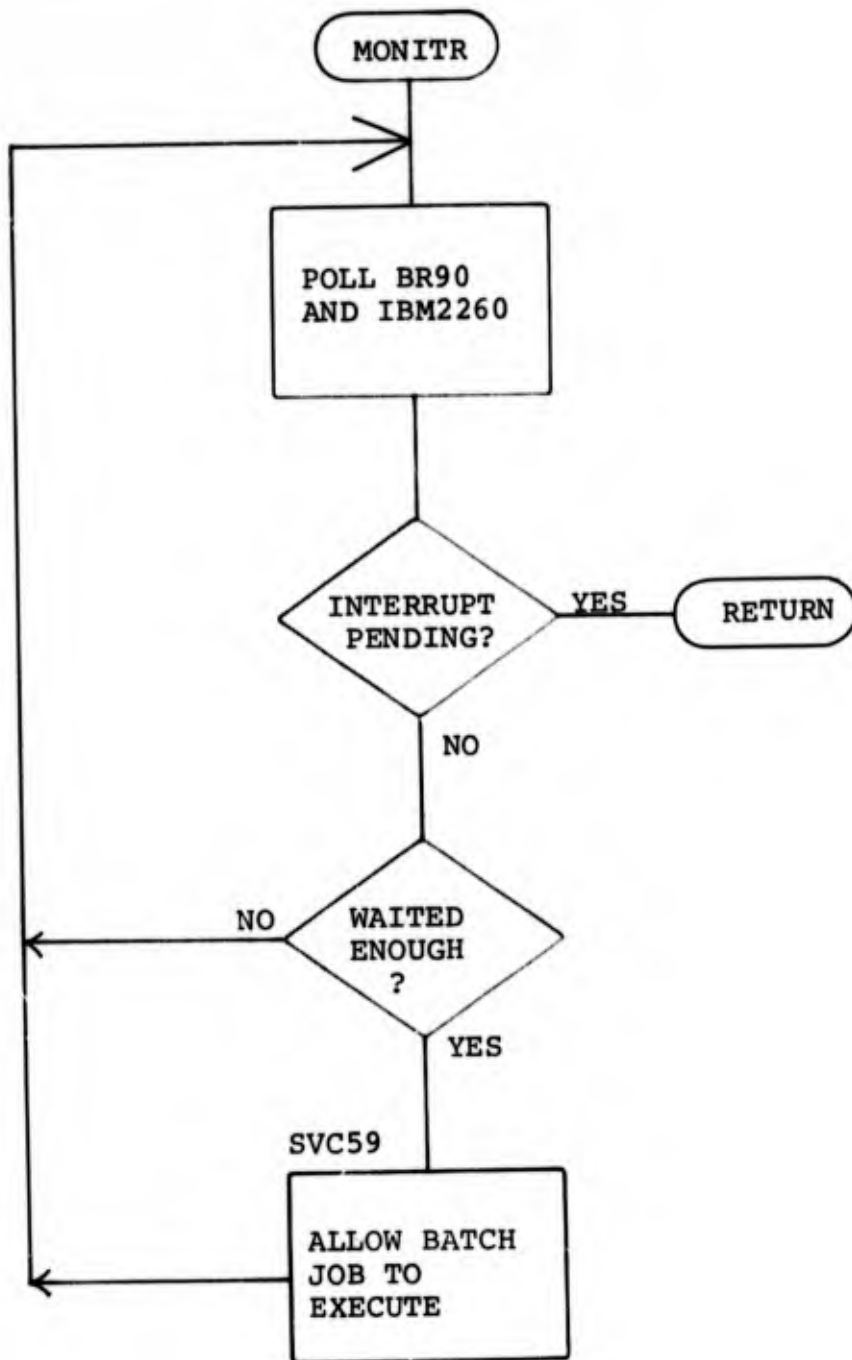 MONITR
POLL BR90
AND IBM2260
INTERRUPT
PENDING?
YES
RETURN
NO
NO
WAITED
ENOUGH
?
YES
SVC59
ALLOW BATCH
JOB TO
EXECUTE